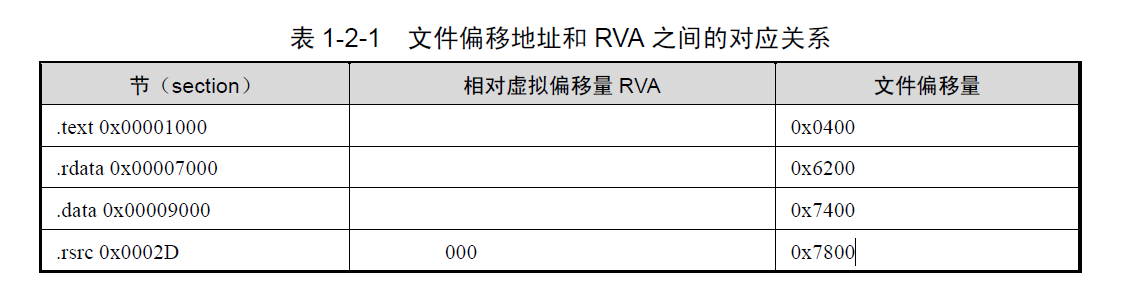 表 1-2-1 文件偏移地址和 RVA 之间的对应关系
节（section） 相对虚拟偏移量 RVA 文件偏移量
.text 0x00001000 0x0400
.rdata 0x00007000 0x6200
.data 0x00009000 0x7400
.rsrc 0x0002D 000 0x7800